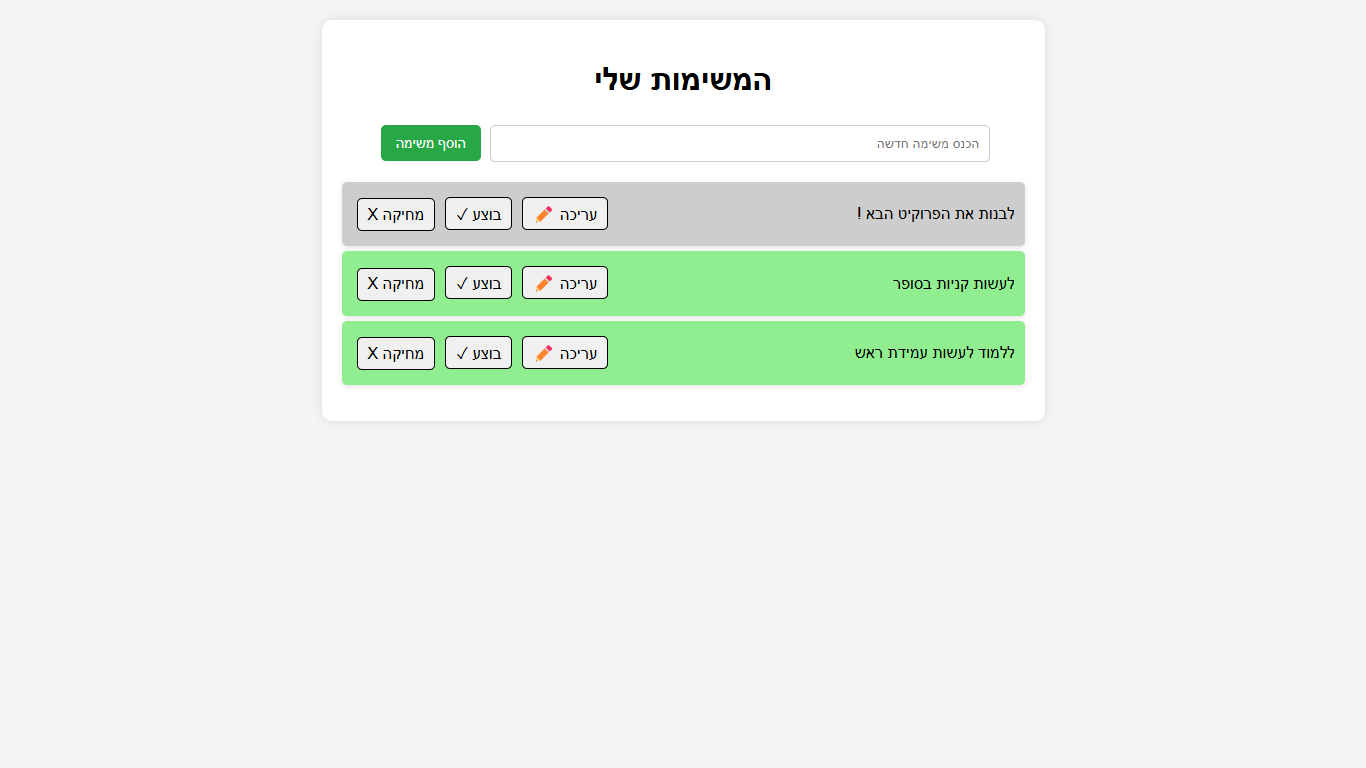 המשימות שלי
הכנס משימה חדשה הוסף משימה
לבנות את הפרוקיט הבא ! עריכה ✏️ בוצע ✓ מחיקה X
לעשות קניות בסופר עריכה ✏️ בוצע ✓ מחיקה X
ללמוד לעשות עמידת ראש עריכה ✏️ בוצע ✓ מחיקה X